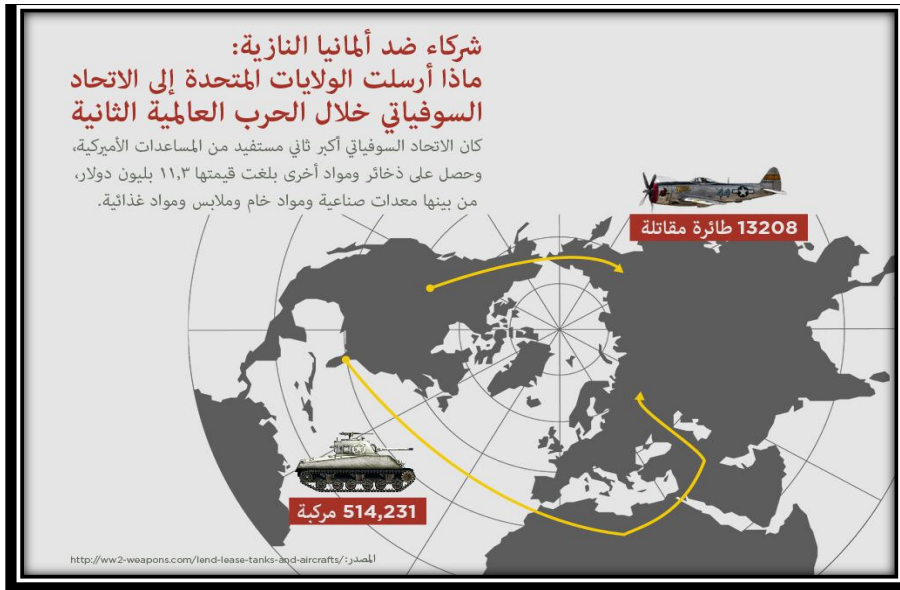 شركاء ضد ألمانيا النازية:
ماذا أرسلت الولايات المتحدة إلى الاتحاد
السوفياتي خلال الحرب العالمية الثانية
كان الاتحاد السوفياتي أكبر ثاني مستفيد من المساعدات الأميركية،
وحصل على ذخائر ومواد أخرى بلغت قيمتها ١١,٣ بليون دولار،
من بينها معدات صناعية ومواد خام وملابس ومواد غذائية.
13208 طائرة مقاتلة
514,231 مركبة
المصدر: http://ww2-weapons.com/lend-lease-tanks-and-aircrafts/